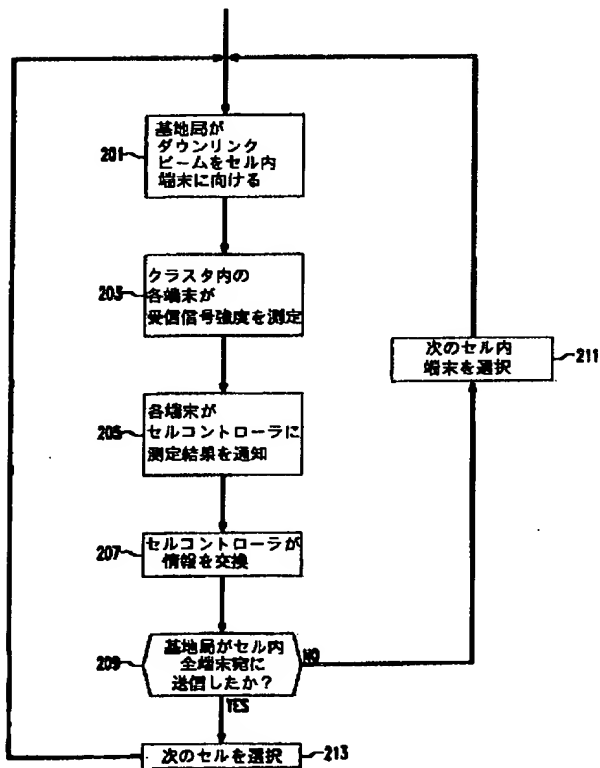 201
基地局が
ダウンリンク
ビームをセル内
端末に向ける
203
クラスタ内の
各端末が
受信信号強度を測定
205
各端末が
セルコントローラに
測定結果を通知
207
セルコントローラが
情報を交換
209
基地局がセル内
全端末宛に
送信したか？
NO
YES
次のセル内
端末を選択
211
次のセルを選択
213